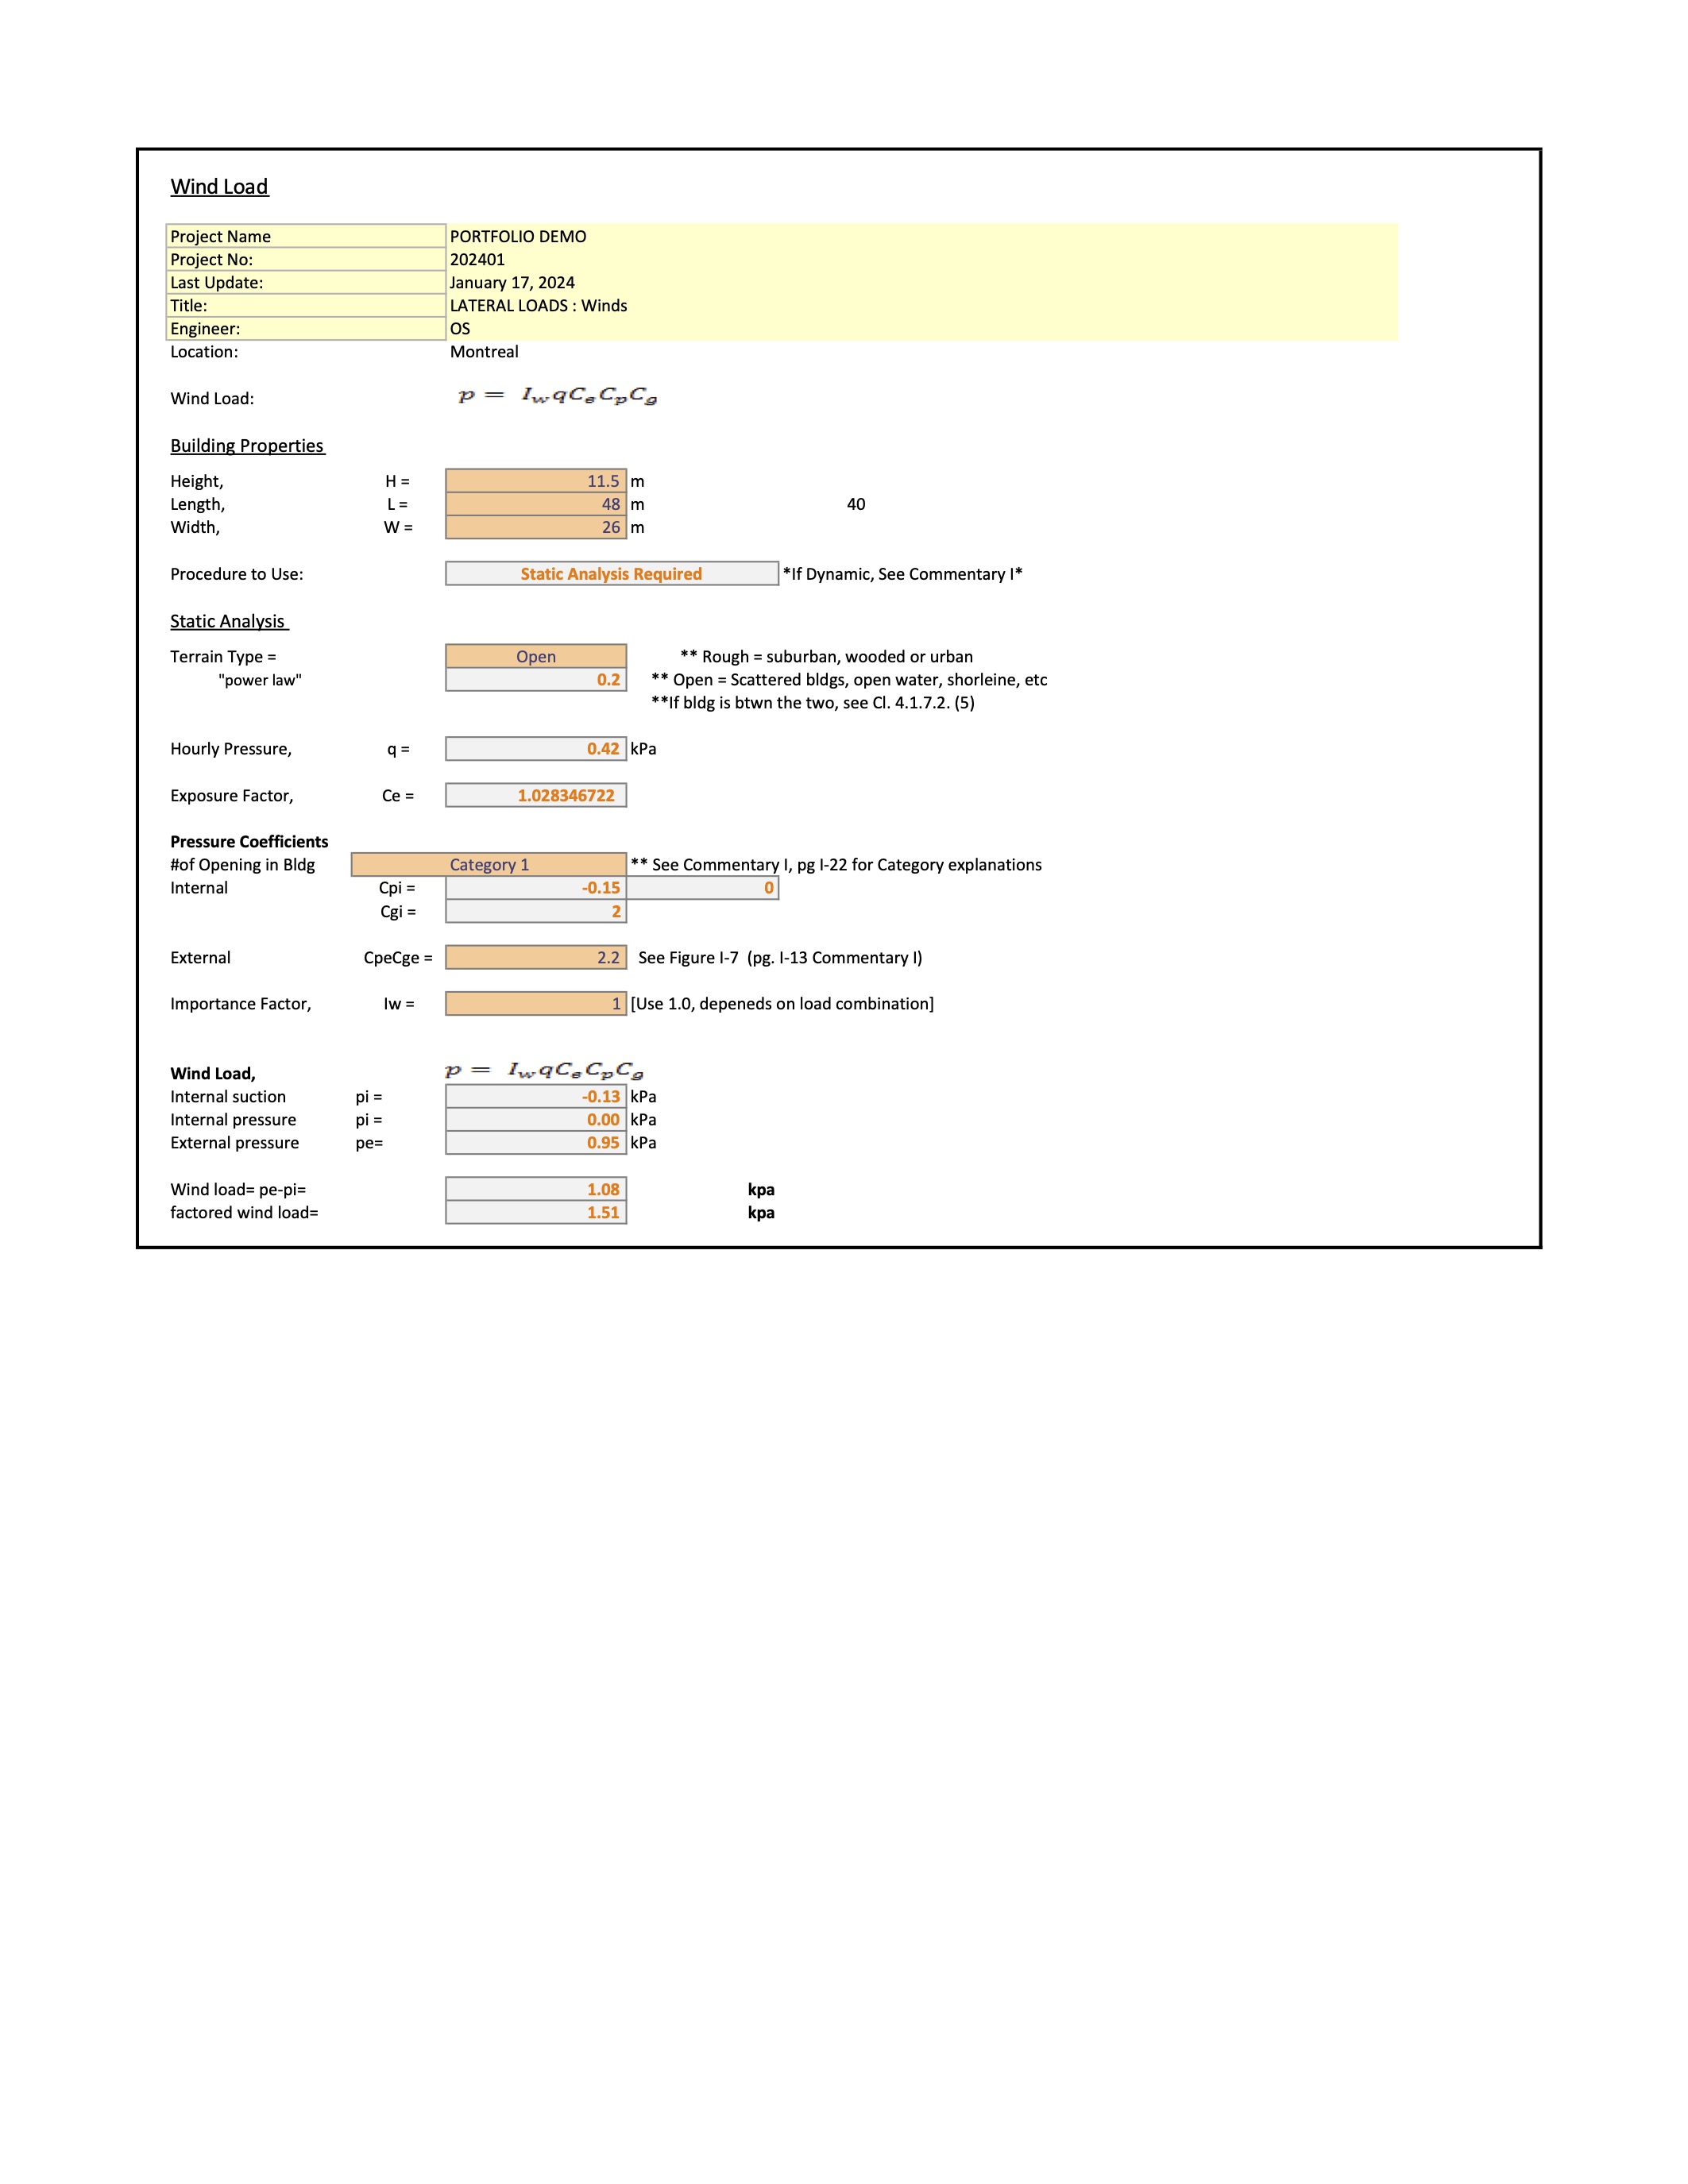 Wind Load
Project Name PORTFOLIO DEMO
Project No: 202401
Last Update: January 17, 2024
Title: LATERAL LOADS : Winds
Engineer: OS
Location: Montreal
Wind Load: p = IwqCeCpCg
Building Properties
Height, H = 11.5 m
Length, L = 48 m 40
Width, W = 26 m
Procedure to Use: Static Analysis Required *If Dynamic, See Commentary I*
Static Analysis
Terrain Type = Open ** Rough = suburban, wooded or urban
"power law" 0.2 ** Open = Scattered bldgs, open water, shorleine, etc
**If bldg is btwn the two, see Cl. 4.1.7.2. (5)
Hourly Pressure, q = 0.42 kPa
Exposure Factor, Ce = 1.028346722
Pressure Coefficients
#of Opening in Bldg Category 1 ** See Commentary I, pg I-22 for Category explanations
Internal Cpi = -0.15 0
Cgi = 2
External CpeCge = 2.2 See Figure I-7 (pg. I-13 Commentary I)
Importance Factor, Iw = 1 [Use 1.0, depeneds on load combination]
Wind Load, p = IwqCeCpCg
Internal suction pi = -0.13 kPa
Internal pressure pi = 0.00 kPa
External pressure pe= 0.95 kPa
Wind load= pe-pi= 1.08 kpa
factored wind load= 1.51 kpa